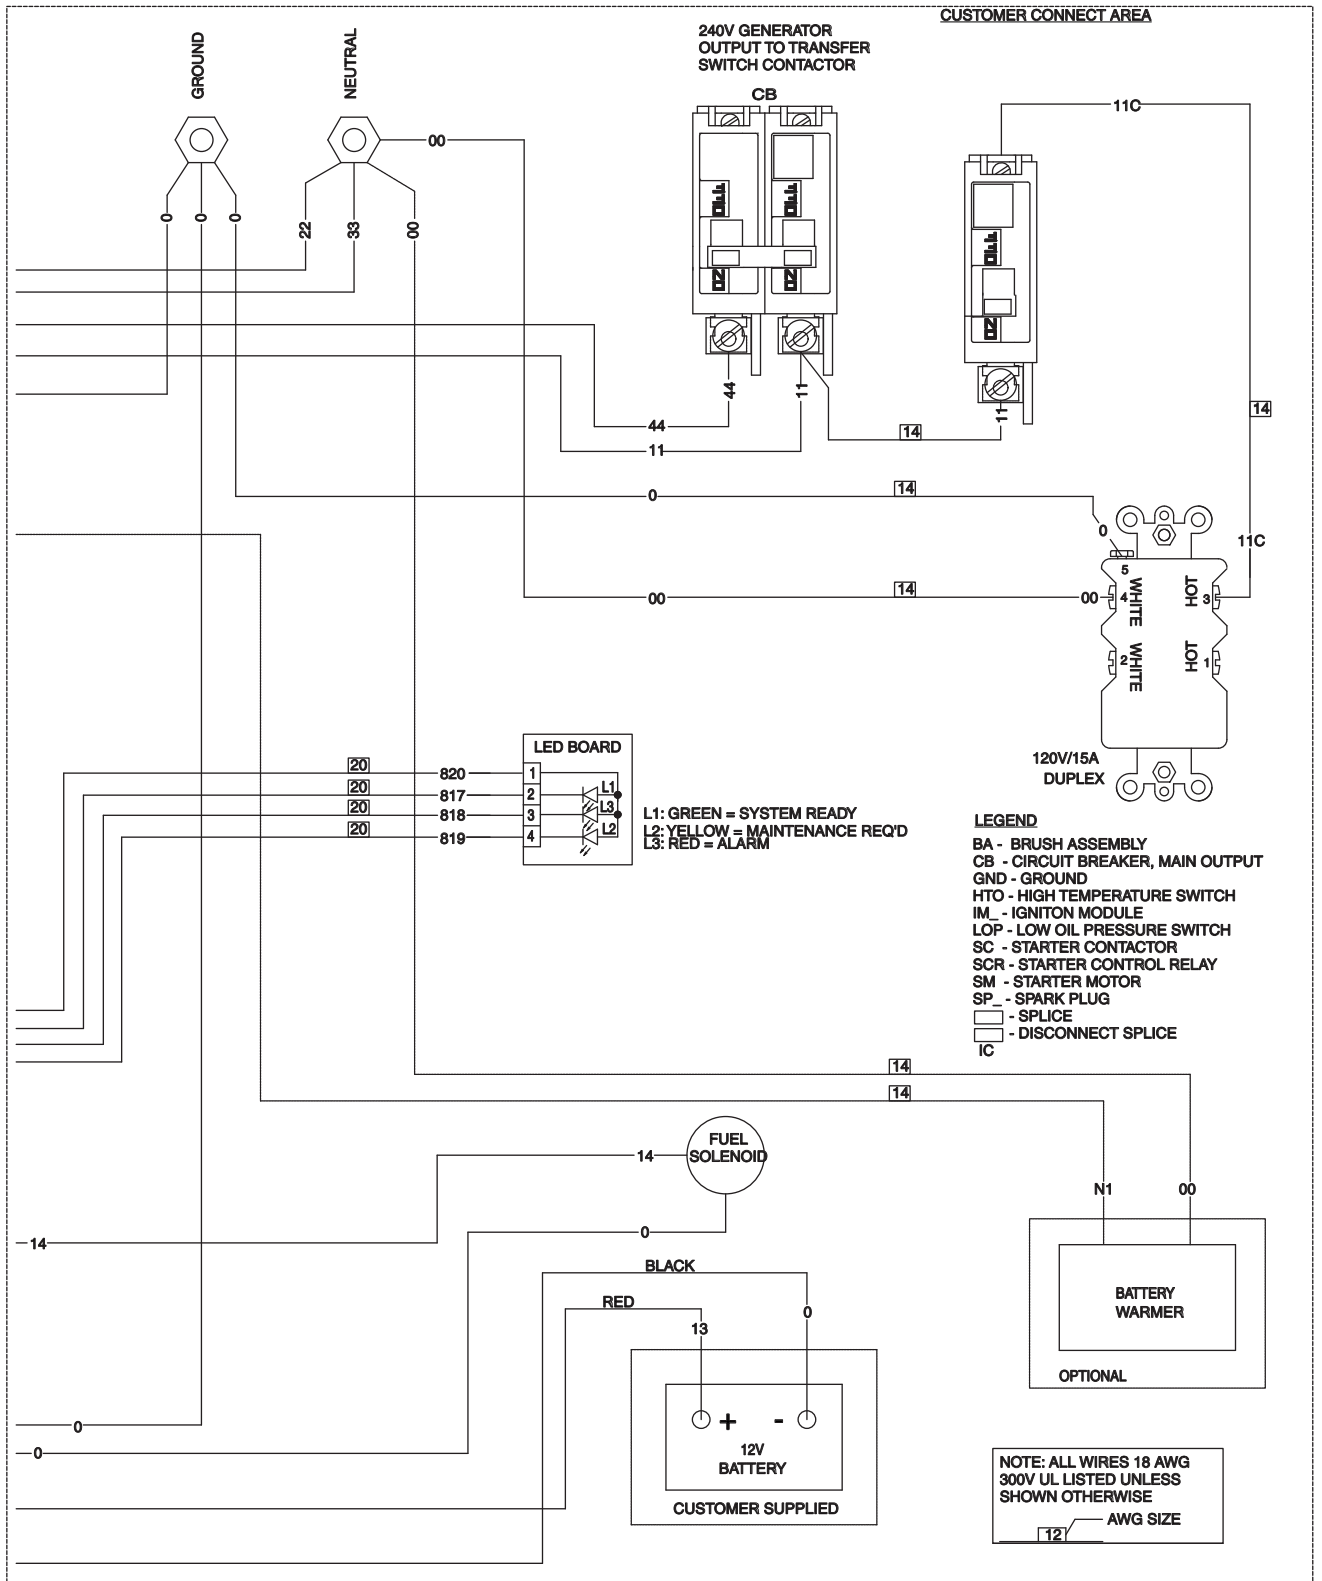 CUSTOMER CONNECT AREA
240V GENERATOR
OUTPUT TO TRANSFER
SWITCH CONTACTOR
CB
GROUND
NEUTRAL
00
11C
0
0
0
22
33
00
OFF
OFF
ON
ON
OFF
ON
44
11
11
44
11
14
14
0
14
0
11C
00
14
00
5
4
WHITE
HOT
3
2
WHITE
HOT
1
120V/15A
DUPLEX
LED BOARD
20
820
1
20
817
2
L1
20
818
3
L3
20
819
4
L2
L1: GREEN = SYSTEM READY
L2: YELLOW = MAINTENANCE REQ'D
L3: RED = ALARM
LEGEND
BA - BRUSH ASSEMBLY
CB - CIRCUIT BREAKER, MAIN OUTPUT
GND - GROUND
HTO - HIGH TEMPERATURE SWITCH
IM_ - IGNITON MODULE
LOP - LOW OIL PRESSURE SWITCH
SC - STARTER CONTACTOR
SCR - STARTER CONTROL RELAY
SM - STARTER MOTOR
SP_ - SPARK PLUG
- SPLICE
- DISCONNECT SPLICE
IC
14
14
FUEL
SOLENOID
14
0
14
N1
00
BATTERY
WARMER
OPTIONAL
BLACK
RED
13
0
+ -
12V
BATTERY
CUSTOMER SUPPLIED
0
0
NOTE: ALL WIRES 18 AWG
300V UL LISTED UNLESS
SHOWN OTHERWISE
12
AWG SIZE